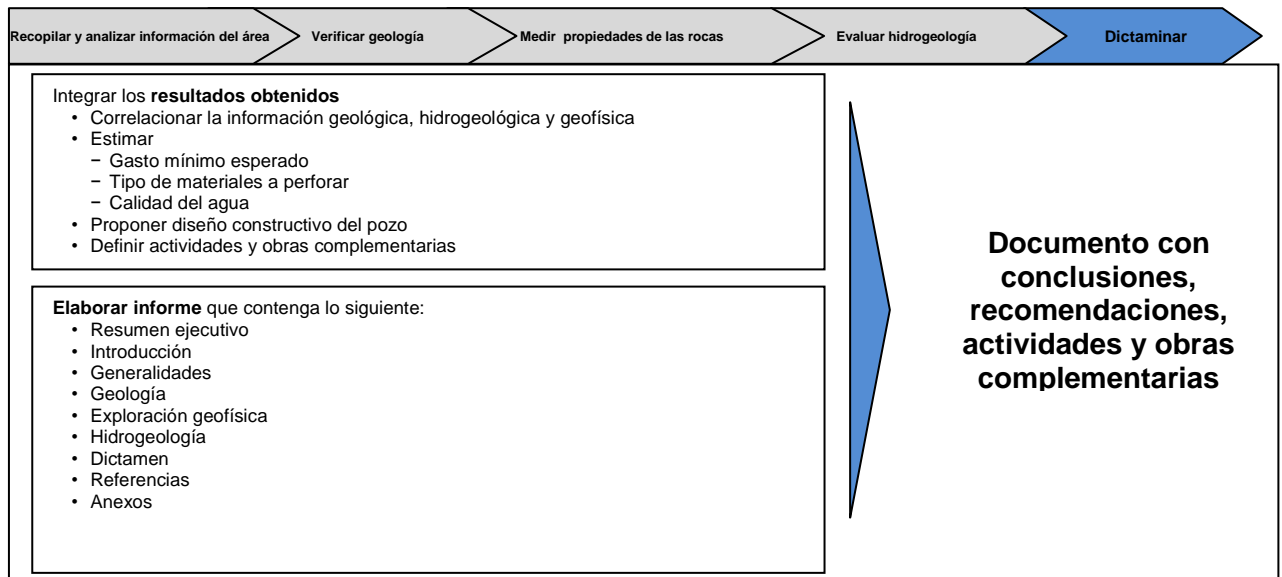 Recopilar y analizar información del área
Verificar geología
Medir propiedades de las rocas
Evaluar hidrogeología
Dictaminar
Integrar los resultados obtenidos
• Correlacionar la información geológica, hidrogeológica y geofísica
• Estimar
− Gasto mínimo esperado
− Tipo de materiales a perforar
− Calidad del agua
• Proponer diseño constructivo del pozo
• Definir actividades y obras complementarias
Elaborar informe que contenga lo siguiente:
• Resumen ejecutivo
• Introducción
• Generalidades
• Geología
• Exploración geofísica
• Hidrogeología
• Dictamen
• Referencias
• Anexos
Documento con
conclusiones,
recomendaciones,
actividades y obras
complementarias